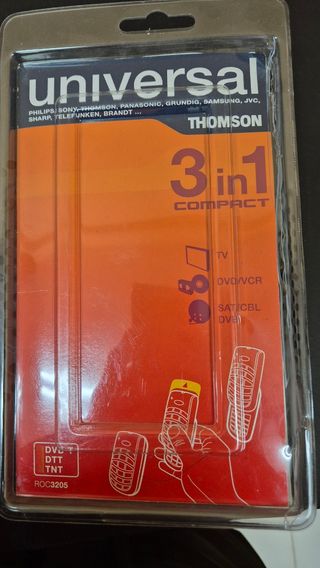 universal
PHILIPS, SONY, THOMSON, PANASONIC, GRUNDIG, SAMSUNG, JVC,
SHARP, TELEFUNKEN, BRANDT ...
THOMSON
3 in 1
COMPACT
TV
DVD/VCR
SAT/CBL
DVB)
DVB-T
DTT
TNT
ROC3205